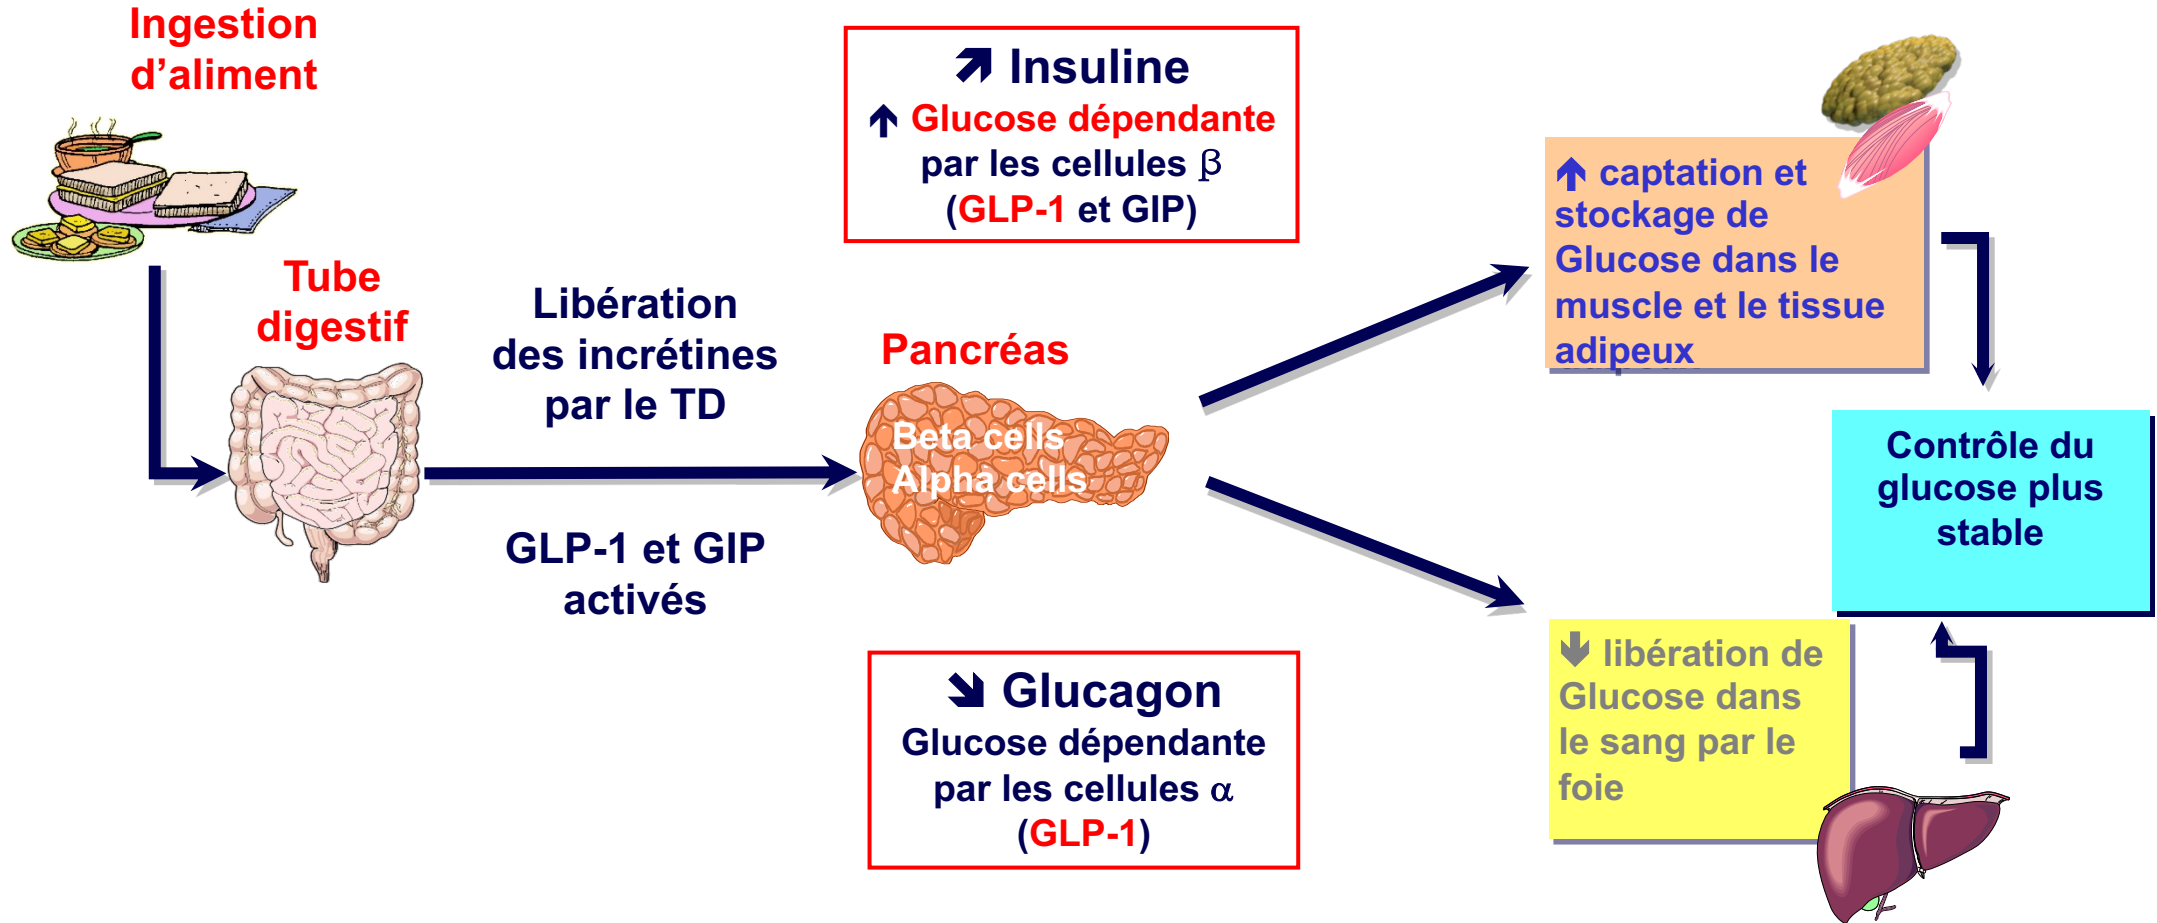 Ingestion
d’aliment
Tube
digestif
Libération
des incrétines
par le TD
GLP-1 et GIP
activés
🡽 Insuline
🡹 Glucose dépendante
par les cellules β
(GLP-1 et GIP)
Pancréas
Beta cells
Alpha cells
🡾 Glucagon
Glucose dépendante
par les cellules α
(GLP-1)
🡹 captation et
stockage de
Glucose dans le
muscle et le tissue
adipeux
Contrôle du
glucose plus
stable
🡻 libération de
Glucose dans
le sang par le
foie